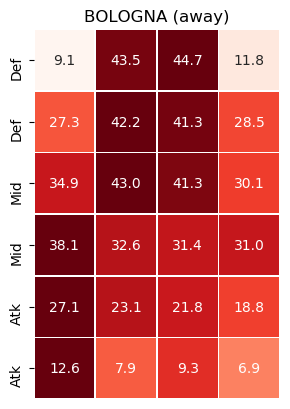 BOLOGNA (away)
Def 9.1 43.5 44.7 11.8
Def 27.3 42.2 41.3 28.5
Mid 34.9 43.0 41.3 30.1
Mid 38.1 32.6 31.4 31.0
Atk 27.1 23.1 21.8 18.8
Atk 12.6 7.9 9.3 6.9